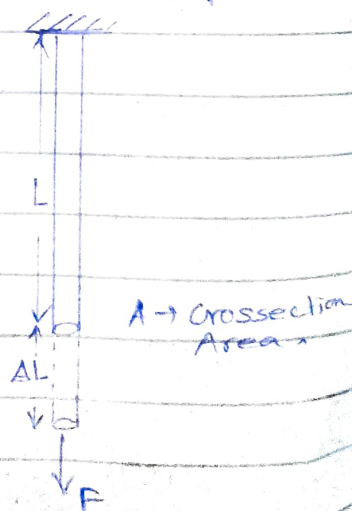 L
A → Crossection
Area
ΔL
F